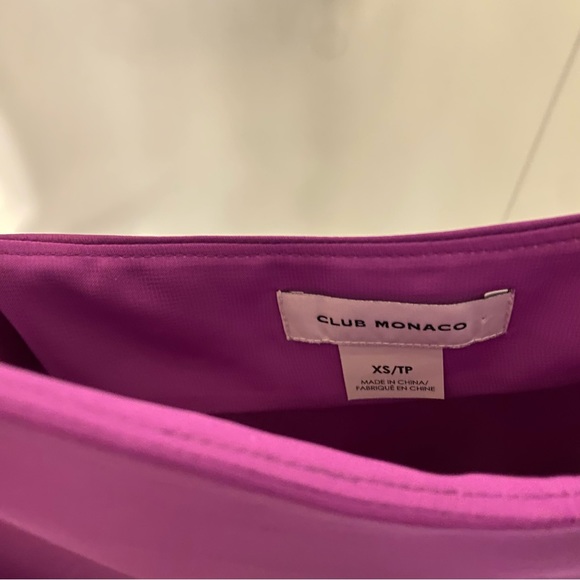 CLUB MONACO
XS/TP
MADE IN CHINA/
FABRIQUÉ EN CHINE